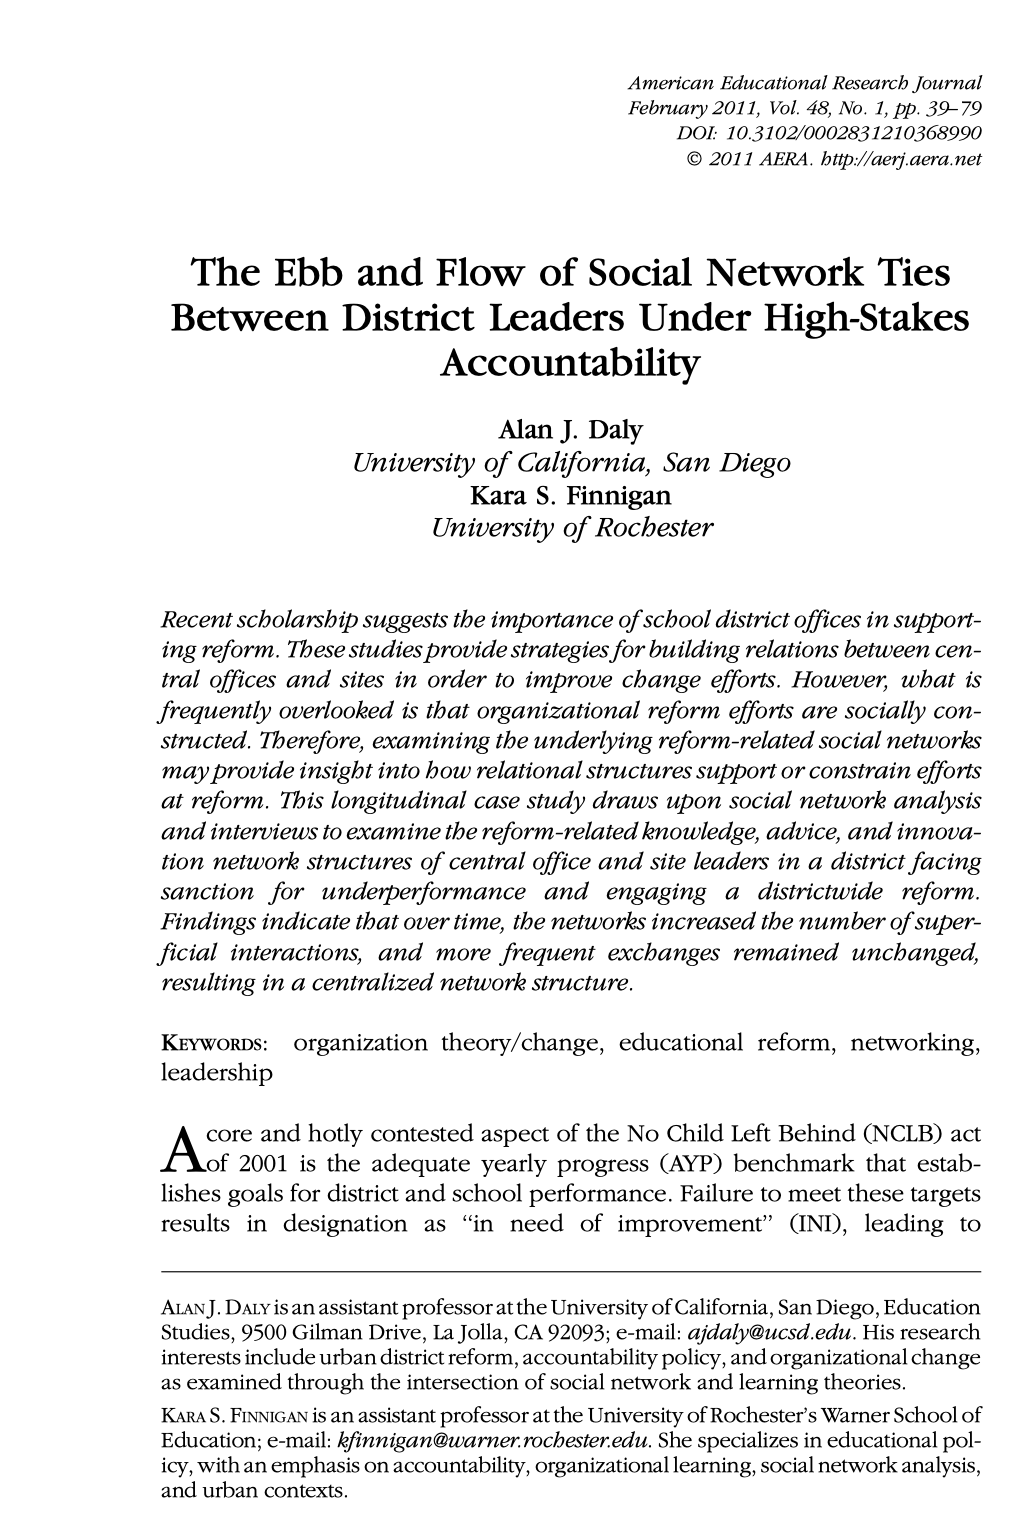 American Educational Research Journal
February 2011, Vol. 48, No. 1, pp. 39–79
DOI: 10.3102/0002831210368990
© 2011 AERA. http://aerj.aera.net
The Ebb and Flow of Social Network Ties
Between District Leaders Under High-Stakes
Accountability
Alan J. Daly
University of California, San Diego
Kara S. Finnigan
University of Rochester
Recent scholarship suggests the importance of school district offices in support-
ing reform. These studies provide strategies for building relations between cen-
tral offices and sites in order to improve change efforts. However, what is
frequently overlooked is that organizational reform efforts are socially con-
structed. Therefore, examining the underlying reform-related social networks
may provide insight into how relational structures support or constrain efforts
at reform. This longitudinal case study draws upon social network analysis
and interviews to examine the reform-related knowledge, advice, and innova-
tion network structures of central office and site leaders in a district facing
sanction for underperformance and engaging a districtwide reform.
Findings indicate that over time, the networks increased the number of super-
ficial interactions, and more frequent exchanges remained unchanged,
resulting in a centralized network structure.
KEYWORDS: organization theory/change, educational reform, networking,
leadership
A core and hotly contested aspect of the No Child Left Behind (NCLB) act
of 2001 is the adequate yearly progress (AYP) benchmark that estab-
lishes goals for district and school performance. Failure to meet these targets
results in designation as “in need of improvement” (INI), leading to
ALAN J. DALY is an assistant professor at the University of California, San Diego, Education
Studies, 9500 Gilman Drive, La Jolla, CA 92093; e-mail: ajdaly@ucsd.edu. His research
interests include urban district reform, accountability policy, and organizational change
as examined through the intersection of social network and learning theories.
KARA S. FINNIGAN is an assistant professor at the University of Rochester’s Warner School of
Education; e-mail: kfinnigan@warner.rochester.edu. She specializes in educational pol-
icy, with an emphasis on accountability, organizational learning, social network analysis,
and urban contexts.